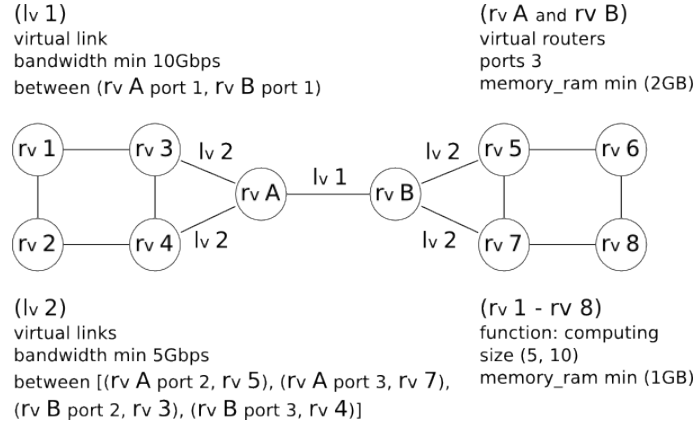 (lv 1)
virtual link
bandwidth min 10Gbps
between (rv A port 1, rv B port 1)
(rv A and rv B)
virtual routers
ports 3
memory_ram min (2GB)
rv 1
rv 3
lv 2
lv 2
rv 5
rv 6
rv A
lv 1
rv B
rv 2
rv 4
lv 2
lv 2
rv 7
rv 8
(lv 2)
virtual links
bandwidth min 5Gbps
between [(rv A port 2, rv 5), (rv A port 3, rv 7),
(rv B port 2, rv 3), (rv B port 3, rv 4)]
(rv 1 - rv 8)
function: computing
size (5, 10)
memory_ram min (1GB)